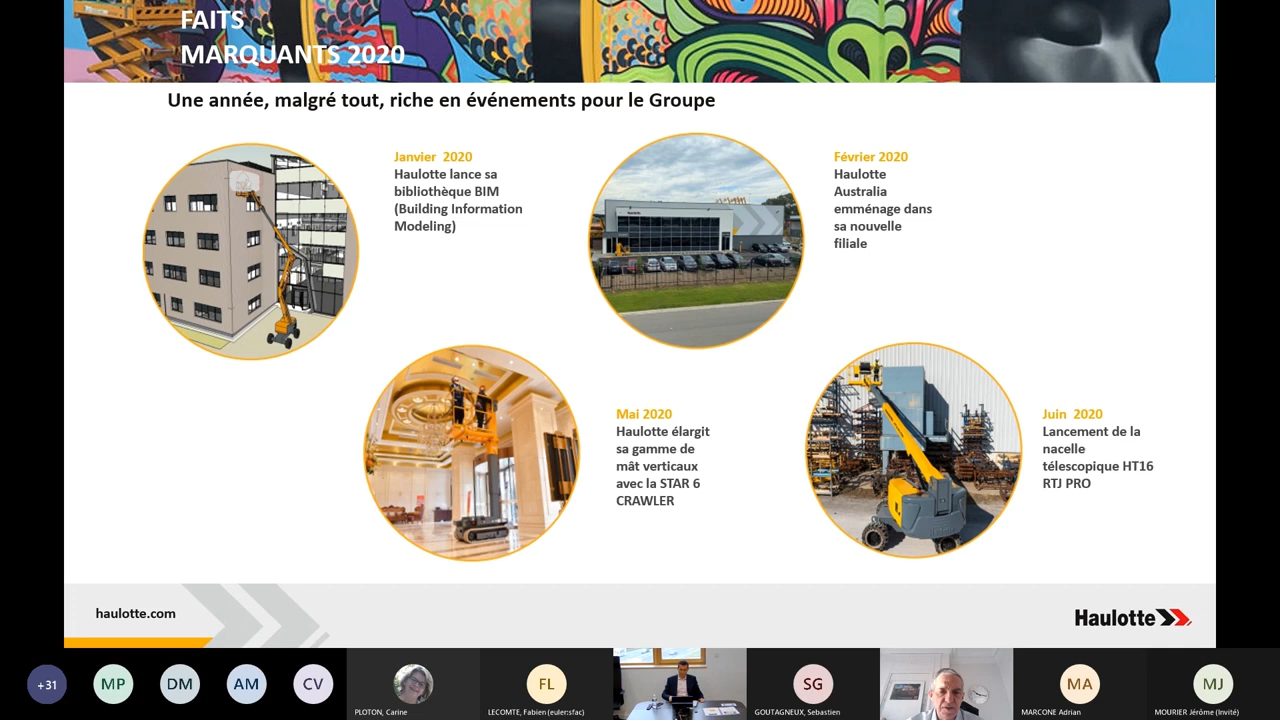 FAITS
MARQUANTS 2020
Une année, malgré tout, riche en événements pour le Groupe
Janvier 2020
Haulotte lance sa
bibliothèque BIM
(Building Information
Modeling)
Février 2020
Haulotte
Australia
emménage dans
sa nouvelle
filiale
Mai 2020
Haulotte élargit
sa gamme de
mât verticaux
avec la STAR 6
CRAWLER
Juin 2020
Lancement de la
nacelle
télescopique HT16
RTJ PRO
haulotte.com
Haulotte
+31
MP
DM
AM
CV
PLOTON, Carine
FL
LECOMTE, Fabien (euler:sfac)
SG
GOUTAGNEUX, Sebastien
MA
MARCONE Adrian
MJ
MOURIER Jérôme (Invité)